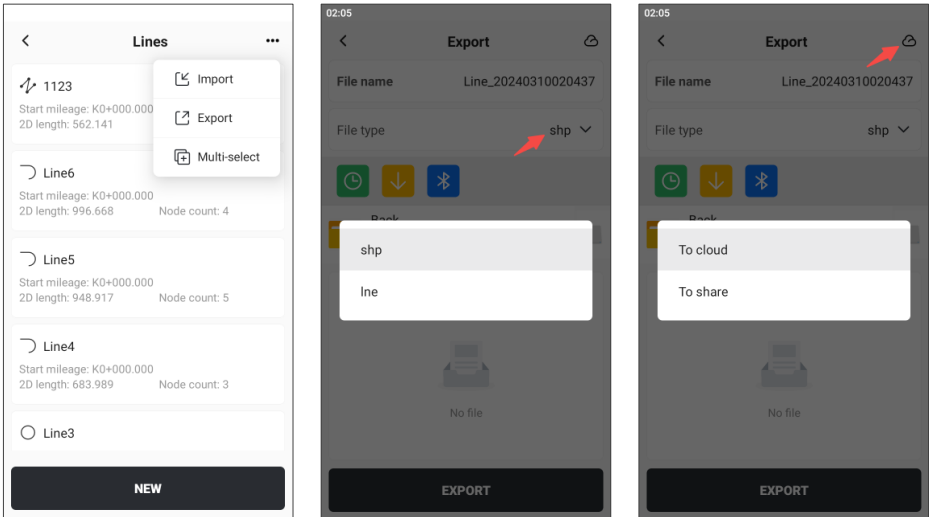 Lines
Import
Export
Multi-select
1123
Start mileage: K0+000.000
2D length: 562.141
Line6
Start mileage: K0+000.000
2D length: 996.668 Node count: 4
Line5
Start mileage: K0+000.000
2D length: 948.917 Node count: 5
Line4
Start mileage: K0+000.000
2D length: 683.989 Node count: 3
Line3
NEW
02:05
Export
File name Line_20240310020437
File type shp
Back
shp
lne
No file
EXPORT
02:05
Export
File name Line_20240310020437
File type shp
Back
To cloud
To share
No file
EXPORT